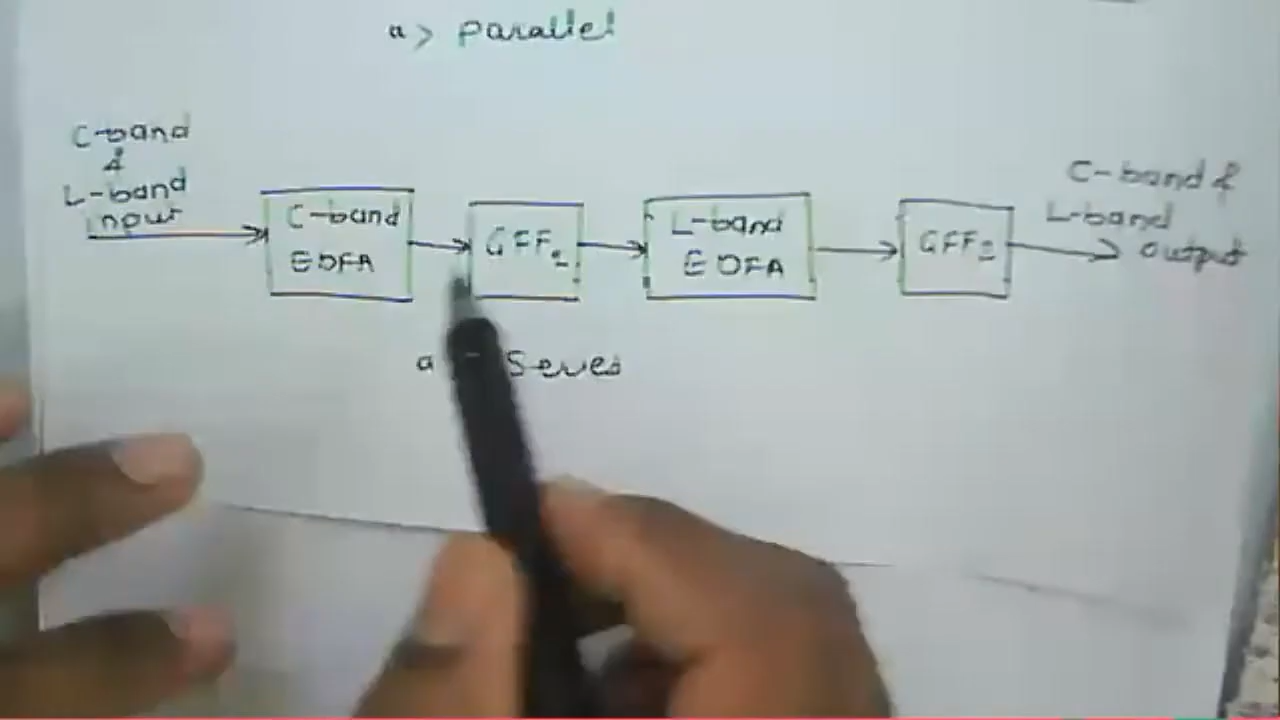 a> Parallel
C-band
&
L-band
input
C-band
EDFA
GFF
L-band
EDFA
GFF
C-band &
L-band
output
a
Series